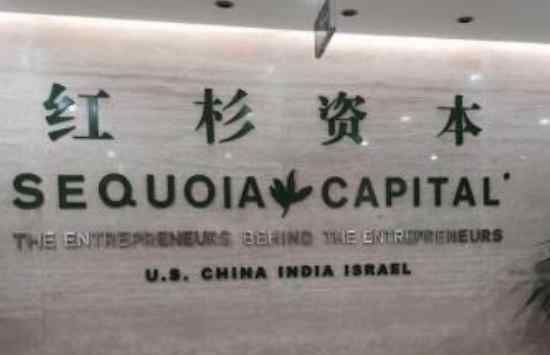 红杉资本
SEQUOIA CAPITAL
THE ENTREPRENEURS BEHIND THE ENTREPRENEURS
U.S. CHINA INDIA ISRAEL